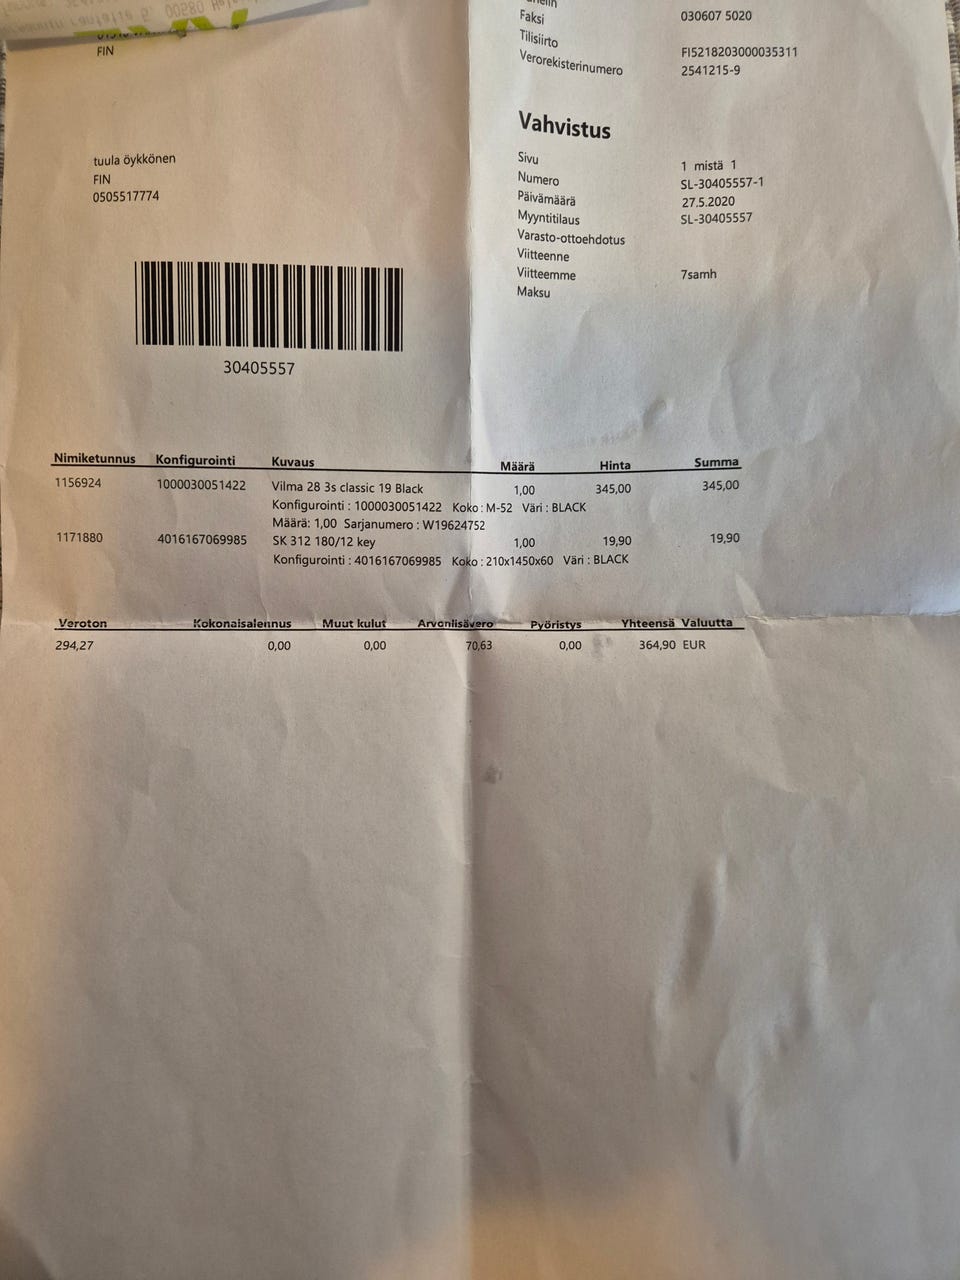 00580
FIN
Faksi 030607 5020
Tilisiirto FI5218203000035311
Verorekisterinumero 2541215-9
Vahvistus
tuula öykkönen
FIN
0505517774
Sivu 1 mistä 1
Numero SL-30405557-1
Päivämäärä 27.5.2020
Myyntitilaus SL-30405557
Varasto-ottoehdotus
Viitteenne
Viitteemme 7samh
Maksu
30405557
Nimiketunnus Konfigurointi Kuvaus Määrä Hinta Summa
1156924 1000030051422 Vilma 28 3s classic 19 Black 1,00 345,00 345,00
Konfigurointi : 1000030051422 Koko : M-52 Väri : BLACK
Määrä: 1,00 Sarjanumero : W19624752
1171880 4016167069985 SK 312 180/12 key 1,00 19,90 19,90
Konfigurointi : 4016167069985 Koko : 210x1450x60 Väri : BLACK
Veroton Kokonaisalennus Muut kulut Arvonlisävero Pyöristys Yhteensä Valuutta
294,27 0,00 0,00 70,63 0,00 364,90 EUR